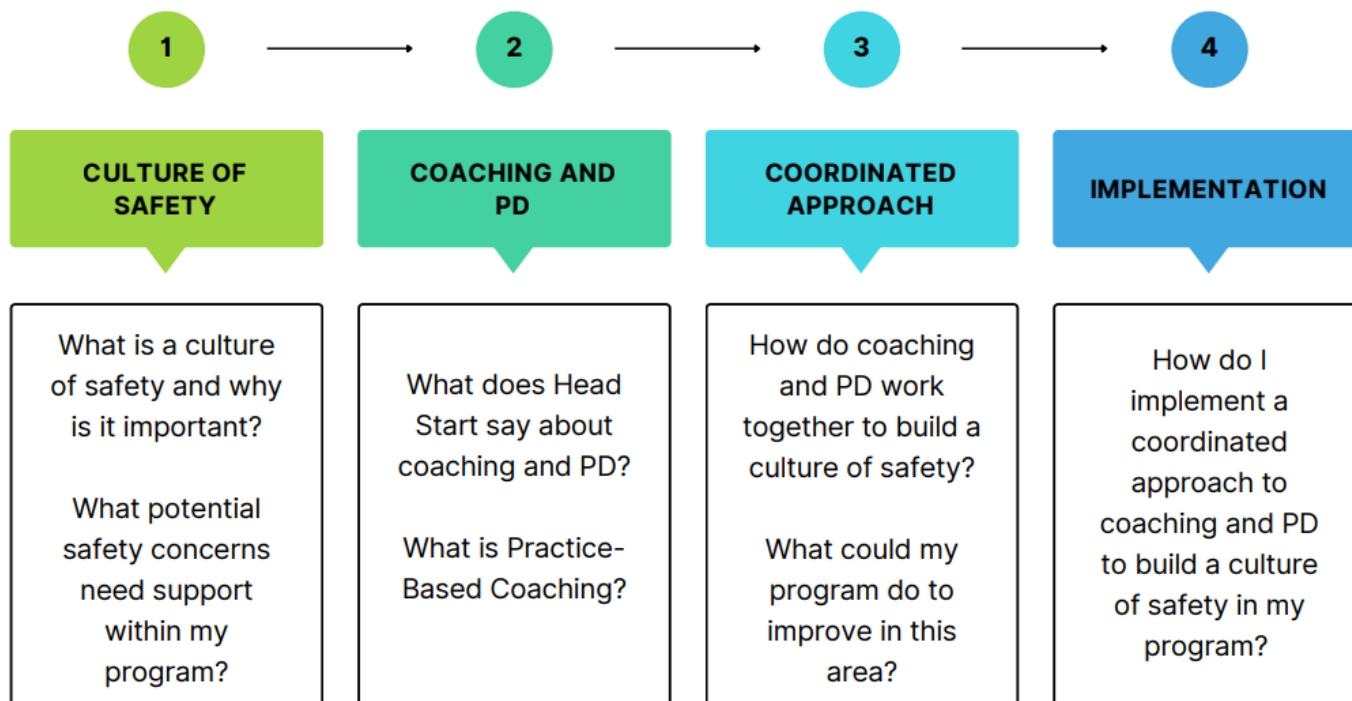 1
2
3
4
CULTURE OF
SAFETY
COACHING AND
PD
COORDINATED
APPROACH
IMPLEMENTATION
What is a culture
of safety and why
is it important?
What potential
safety concerns
need support
within my
program?
What does Head
Start say about
coaching and PD?
What is Practice-
Based Coaching?
How do coaching
and PD work
together to build a
culture of safety?
What could my
program do to
improve in this
area?
How do I
implement a
coordinated
approach to
coaching and PD
to build a culture
of safety in my
program?